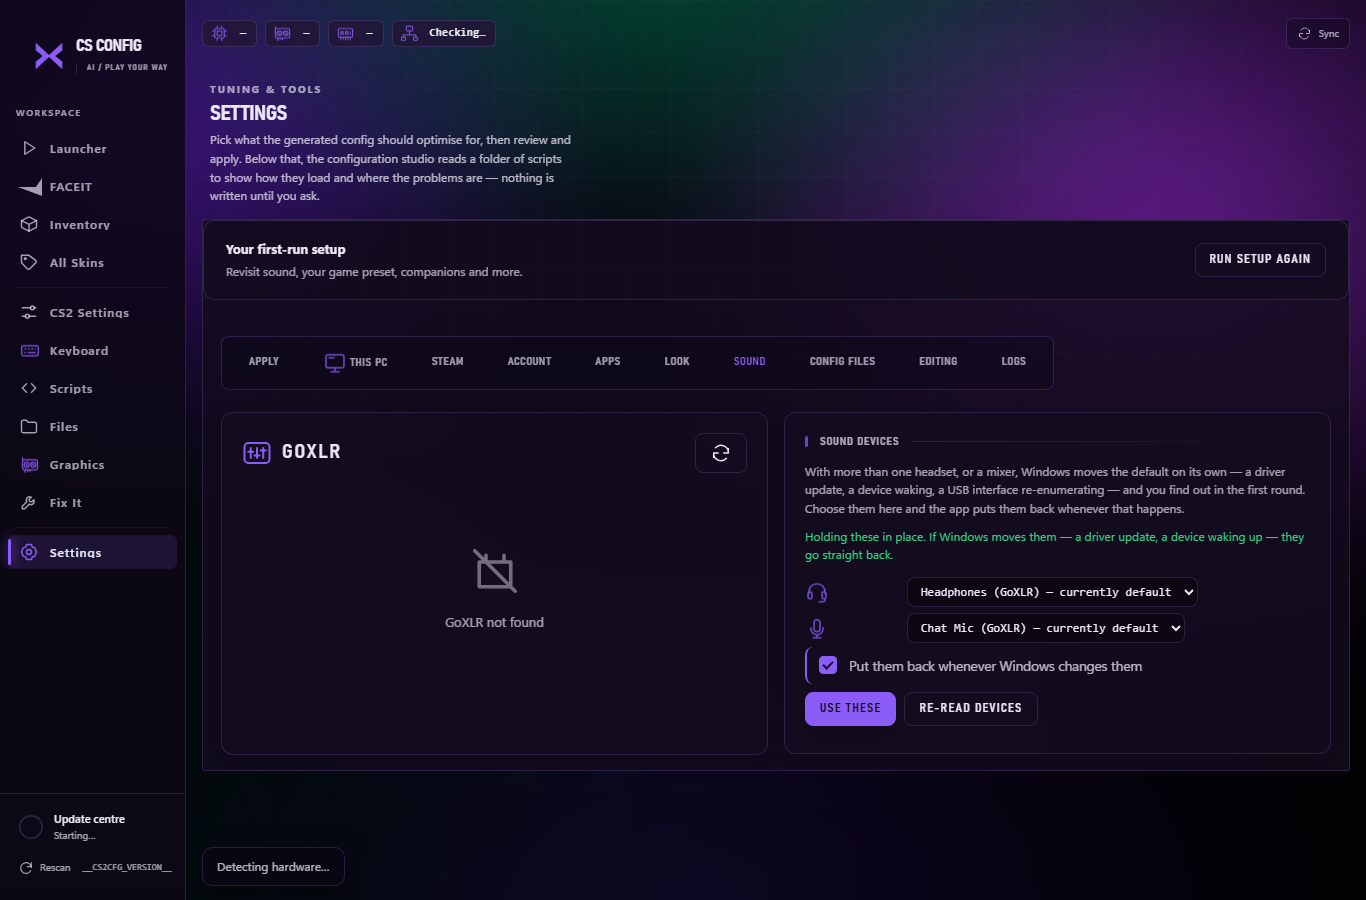 CS CONFIG
AI / PLAY YOUR WAY
WORKSPACE
Launcher
FACEIT
Inventory
All Skins
CS2 Settings
Keyboard
Scripts
Files
Graphics
Fix It
Settings
Update centre
Starting…
Rescan
__CS2CFG_VERSION__
—
—
—
Checking…
Sync
TUNING & TOOLS
SETTINGS
Pick what the generated config should optimise for, then review and
apply. Below that, the configuration studio reads a folder of scripts
to show how they load and where the problems are — nothing is
written until you ask.
Your first-run setup
Revisit sound, your game preset, companions and more.
RUN SETUP AGAIN
APPLY
THIS PC
STEAM
ACCOUNT
APPS
LOOK
SOUND
CONFIG FILES
EDITING
LOGS
GOXLR
GoXLR not found
SOUND DEVICES
With more than one headset, or a mixer, Windows moves the default on its own — a driver
update, a device waking, a USB interface re-enumerating — and you find out in the first round.
Choose them here and the app puts them back whenever that happens.
Holding these in place. If Windows moves them — a driver update, a device waking up — they
go straight back.
Headphones (GoXLR) — currently default
Chat Mic (GoXLR) — currently default
Put them back whenever Windows changes them
USE THESE
RE-READ DEVICES
Detecting hardware…